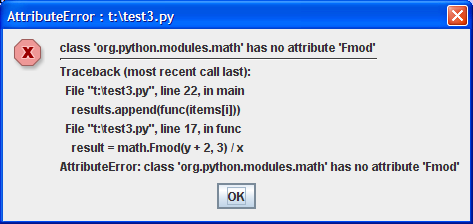 AttributeError : t:\test3.py
class 'org.python.modules.math' has no attribute 'Fmod'
Traceback (most recent call last):
File "t:\test3.py", line 22, in main
results.append(func(items[i]))
File "t:\test3.py", line 17, in func
result = math.Fmod(y + 2, 3) / x
AttributeError: class 'org.python.modules.math' has no attribute 'Fmod'
OK